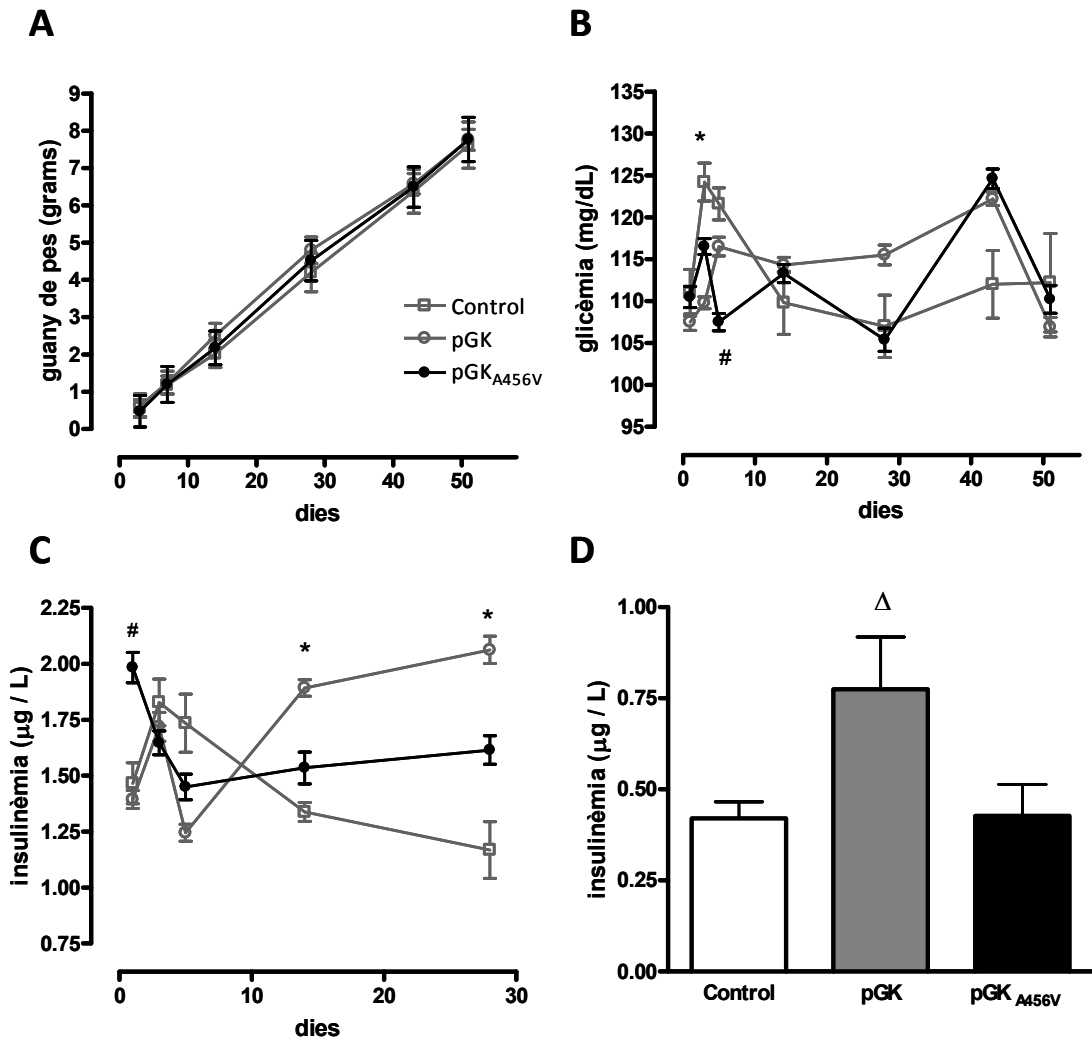 A
guany de pes (grams)
9
8
7
6
5
4
3
2
1
0
Control
pGK
pGKA456V
0 10 20 30 40 50
dies
B
glicèmia (mg/dL)
135
130
125
120
115
110
105
100
95
*
#
0 10 20 30 40 50
dies
C
insulinèmia (µg / L)
2.25
2.00
1.75
1.50
1.25
1.00
0.75
# * *
0 10 20 30
dies
D
insulinèmia (µg / L)
1.00
0.75
0.50
0.25
0.00
Δ
Control pGK pGK A456V